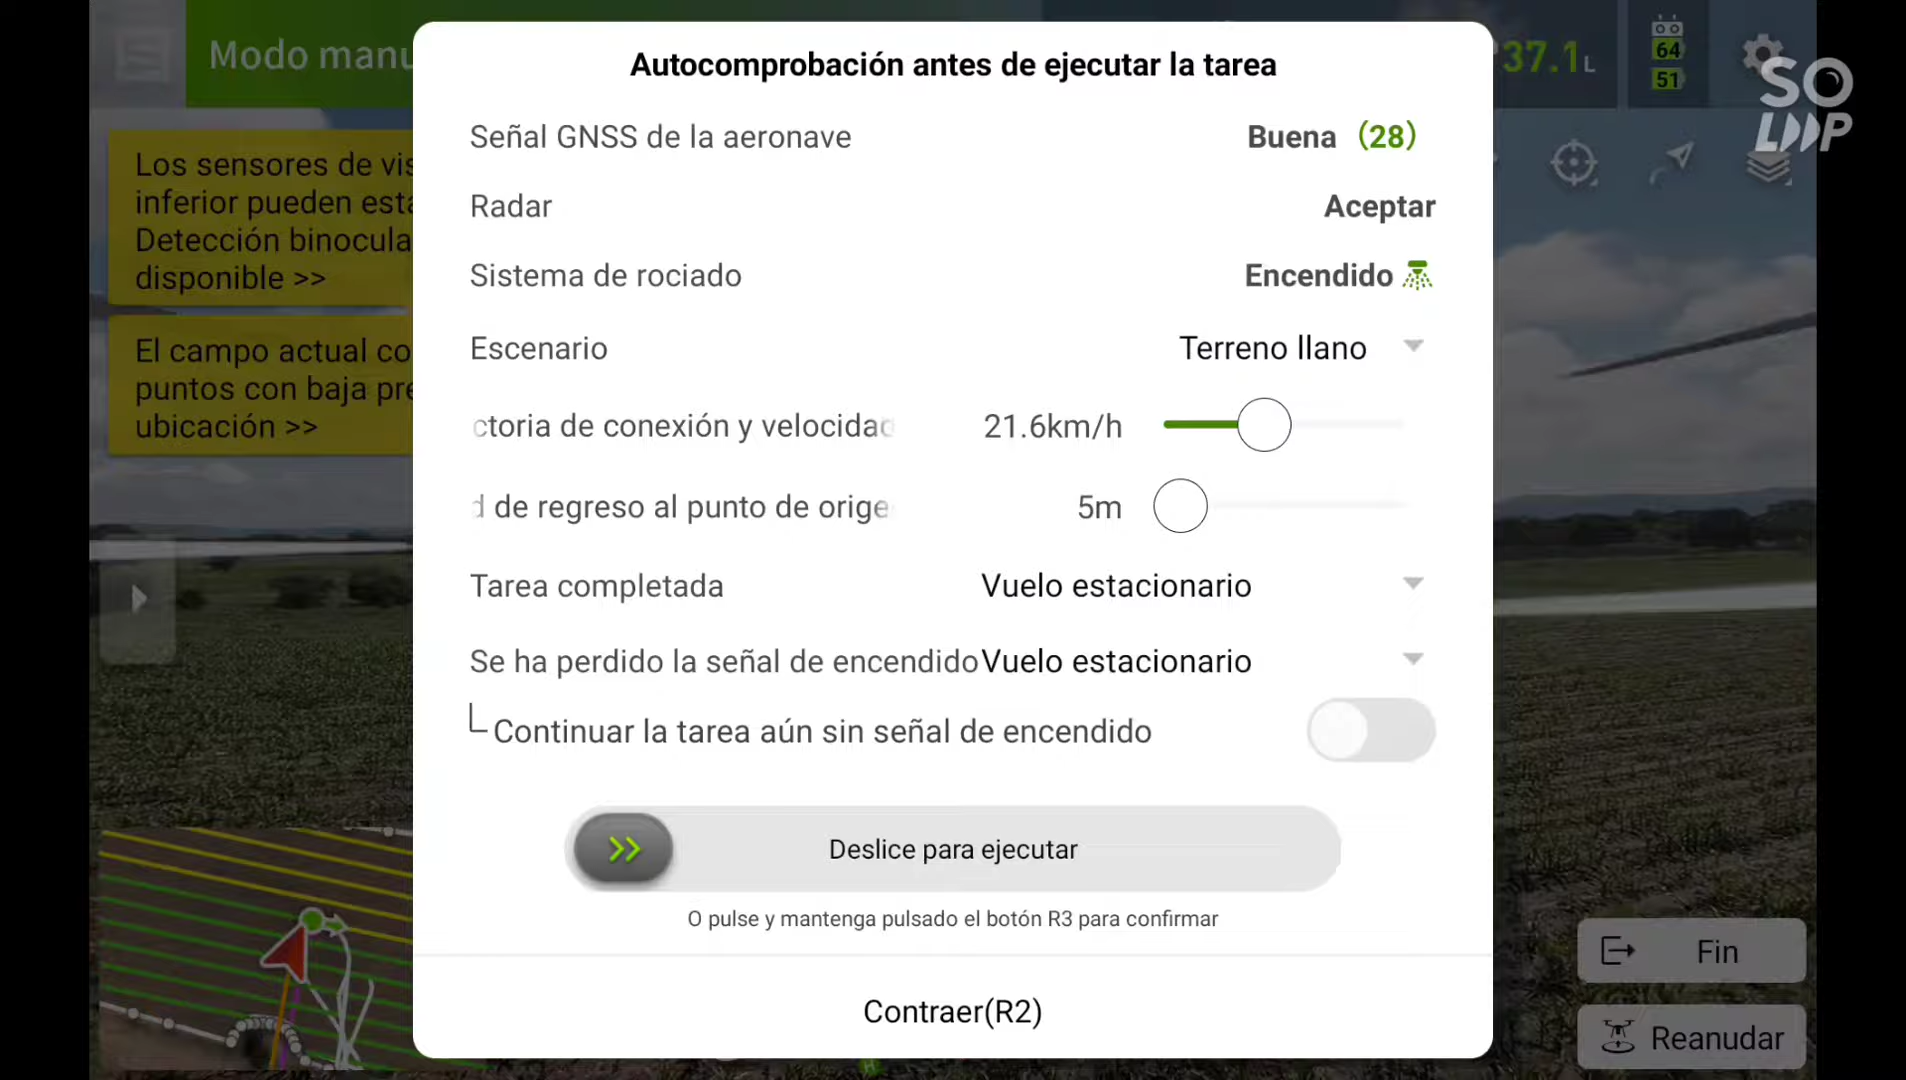 Modo manu
37.1L
64
51
SO
LOOP
Autocomprobación antes de ejecutar la tarea
Señal GNSS de la aeronave Buena (28)
Radar Aceptar
Sistema de rociado Encendido
Escenario Terreno llano
ctoria de conexión y velocidad 21.6km/h
d de regreso al punto de orige 5m
Tarea completada Vuelo estacionario
Se ha perdido la señal de encendido Vuelo estacionario
Continuar la tarea aún sin señal de encendido
Deslice para ejecutar
O pulse y mantenga pulsado el botón R3 para confirmar
Contraer(R2)
Los sensores de vis
inferior pueden esta
Detección binocula
disponible >>
El campo actual co
puntos con baja pre
ubicación >>
Fin
Reanudar